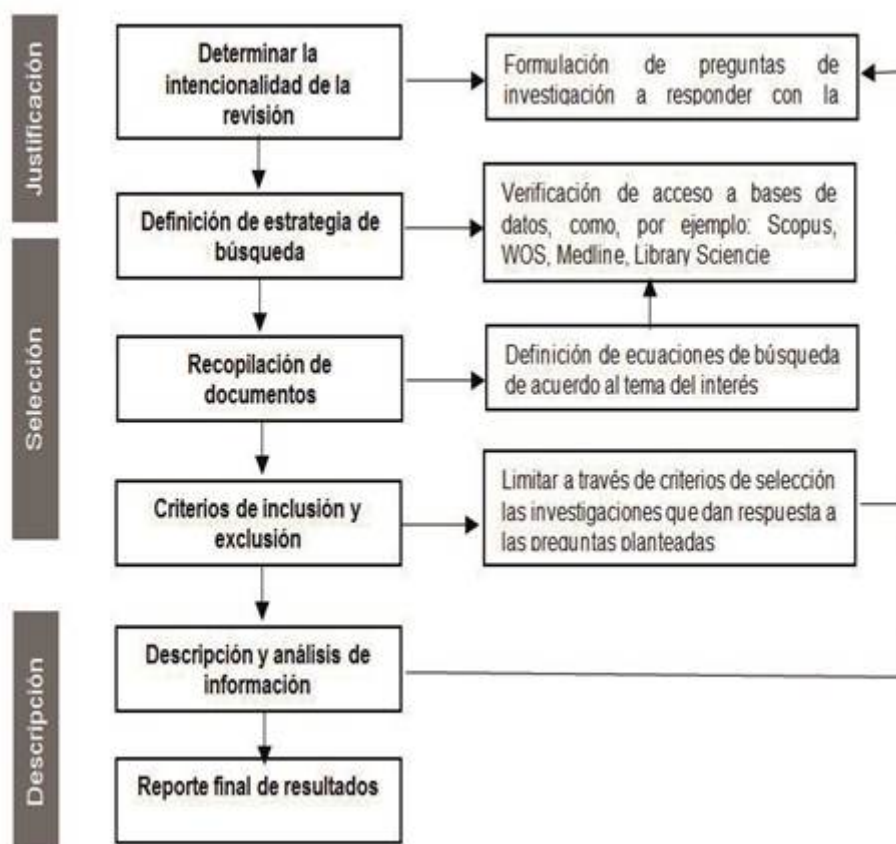 Justificación
Determinar la
intencionalidad de la
revisión
Formulación de preguntas de
investigación a responder con la
Definición de estrategia de
búsqueda
Verificación de acceso a bases de
datos, como, por ejemplo: Scopus,
WOS, Medline, Library Sciencie
Selección
Recopilación de
documentos
Definición de ecuaciones de búsqueda
de acuerdo al tema del interés
Criterios de inclusión y
exclusión
Limitar a través de criterios de selección
las investigaciones que dan respuesta a
las preguntas planteadas
Descripción
Descripción y análisis de
información
Reporte final de resultados